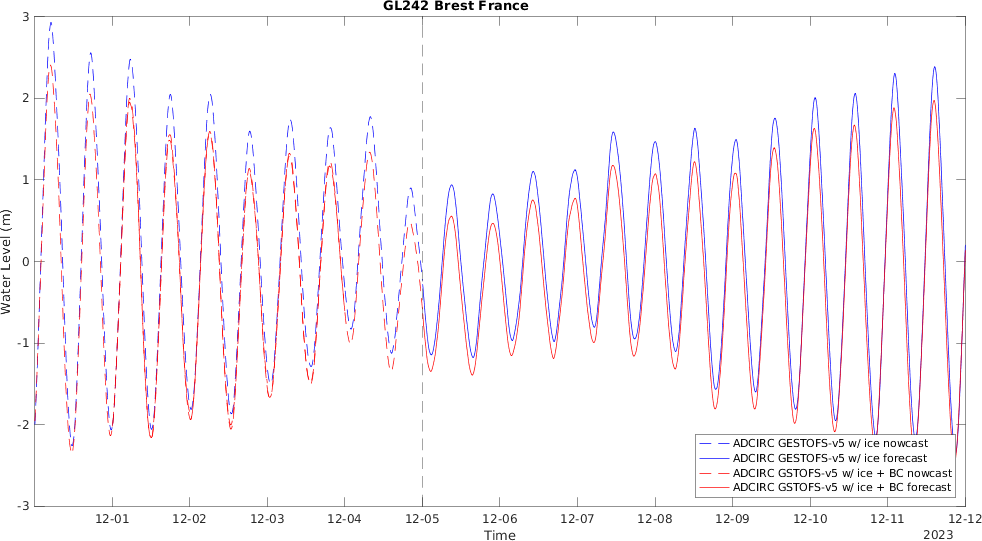 GL242 Brest France
3
2
1
0
-1
-2
-3
Water Level (m)
ADCIRC GESTOFS-v5 w/ ice nowcast
ADCIRC GESTOFS-v5 w/ ice forecast
ADCIRC GSTOFS-v5 w/ ice + BC nowcast
ADCIRC GSTOFS-v5 w/ ice + BC forecast
12-01 12-02 12-03 12-04 12-05 12-06 12-07 12-08 12-09 12-10 12-11 12-12
Time
2023